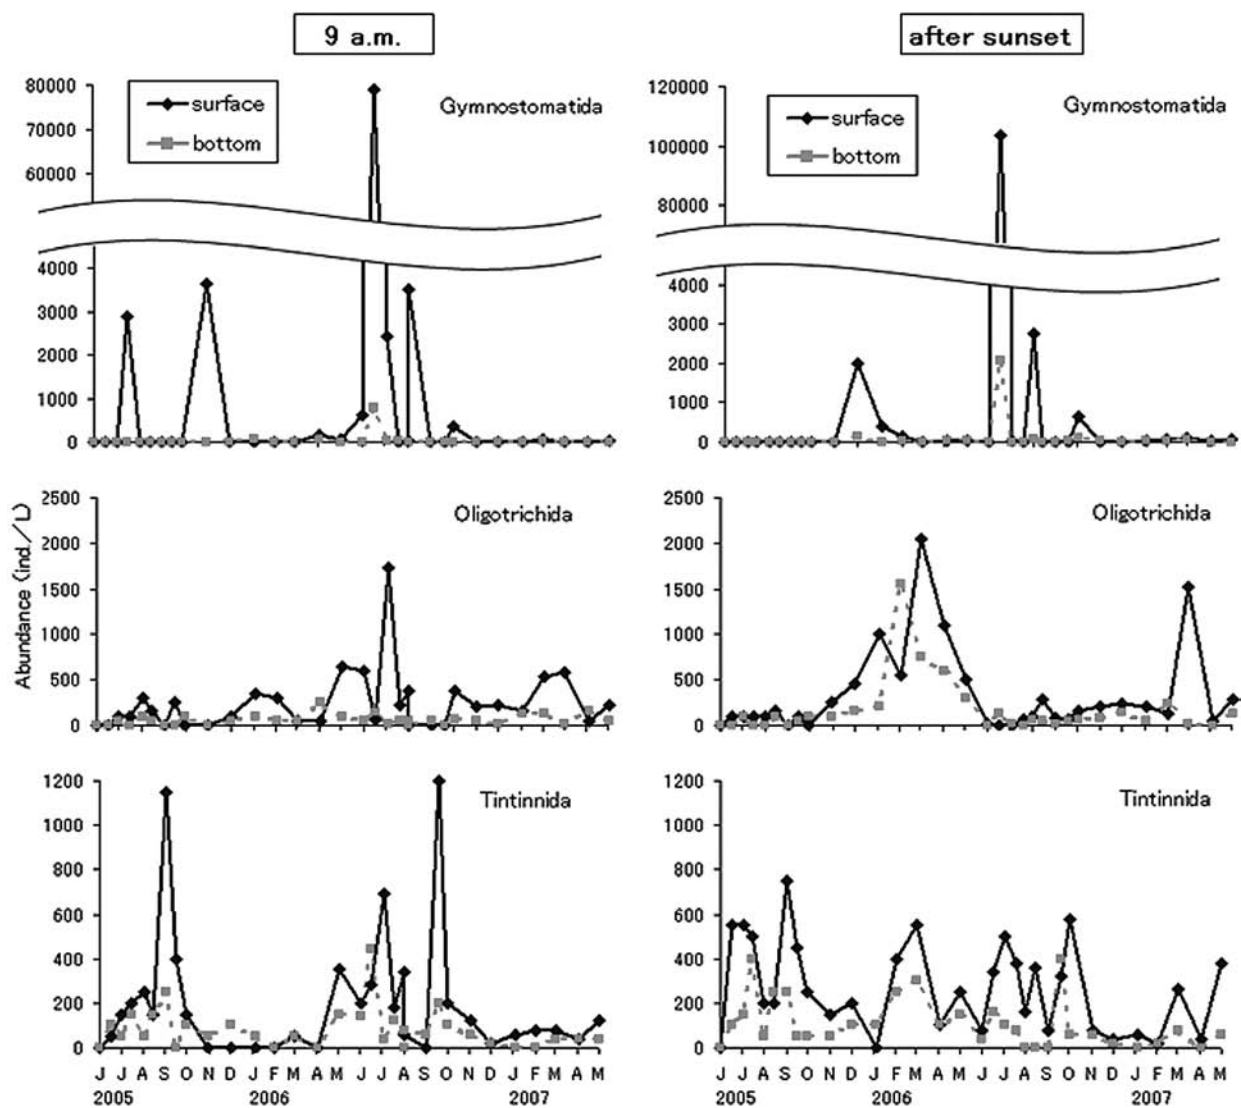 9 a.m.
after sunset
80000
70000
60000
4000
3000
2000
1000
0
surface
bottom
Gymnostomatida
120000
100000
80000
4000
3000
2000
1000
0
surface
bottom
Gymnostomatida
Abundance (ind./L)
2500
2000
1500
1000
500
0
Oligotrichida
2500
2000
1500
1000
500
0
Oligotrichida
1200
1000
800
600
400
200
0
Tintinnida
J J A S O N D J F M A M J J A S O N D J F M A M
2005 2006 2007
1200
1000
800
600
400
200
0
Tintinnida
J J A S O N D J F M A M J J A S O N D J F M A M
2005 2006 2007